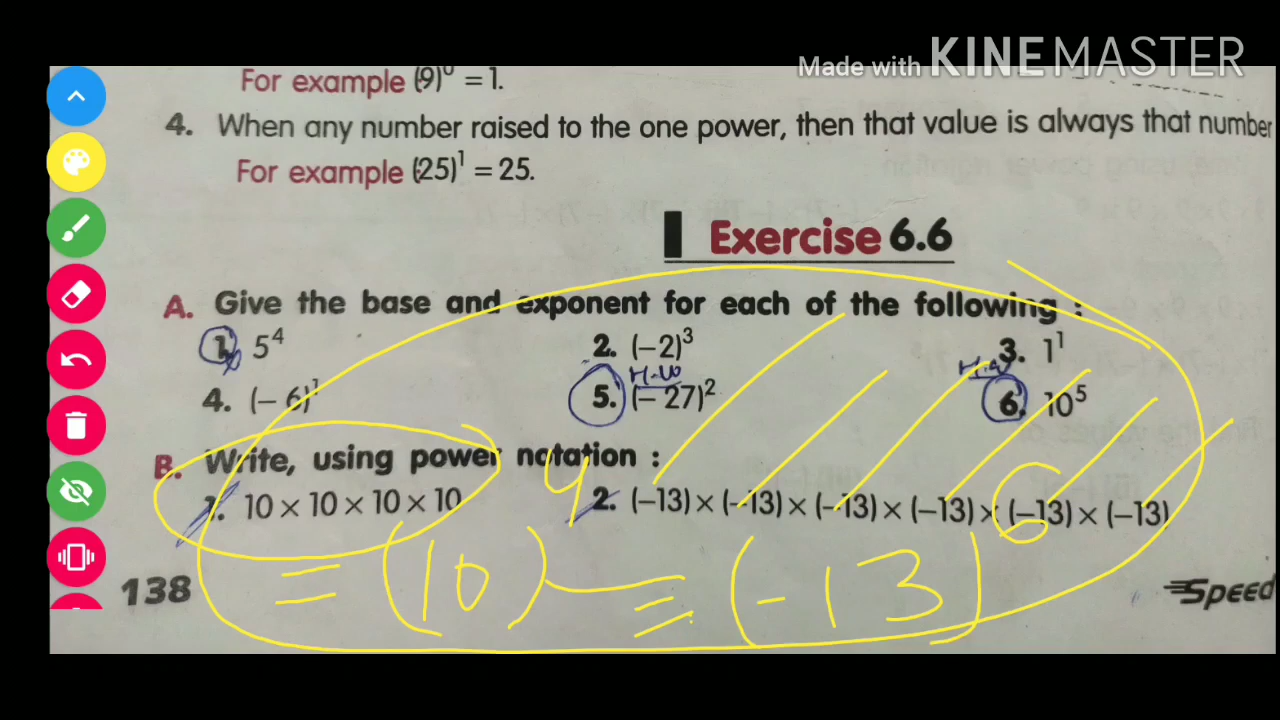 Made with KINEMASTER
For example (9)⁰ = 1.
4. When any number raised to the one power, then that value is always that number
For example (25)¹ = 25.
Exercise 6.6
A. Give the base and exponent for each of the following :
1. 5⁴ 2. (–2)³ 3. 1¹
H.W H.W
4. (– 6)¹ 5. (– 27)² 6. 10⁵
B. Write, using power notation :
1. 10 × 10 × 10 × 10 2. (–13) × (–13) × (–13) × (–13) × (–13) × (–13)
= (10)⁴ = (-13)⁶
138 Speed